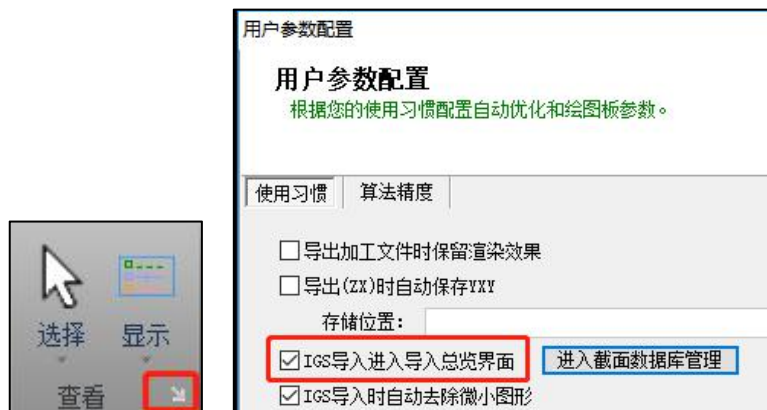 用户参数配置
用户参数配置
根据您的使用习惯配置自动优化和绘图板参数。
使用习惯 算法精度
导出加工文件时保留渲染效果
导出(ZX)时自动保存YXY
存储位置：
IGS导入进入导入总览界面 进入截面数据库管理
IGS导入时自动去除微小图形
选择 显示
查看